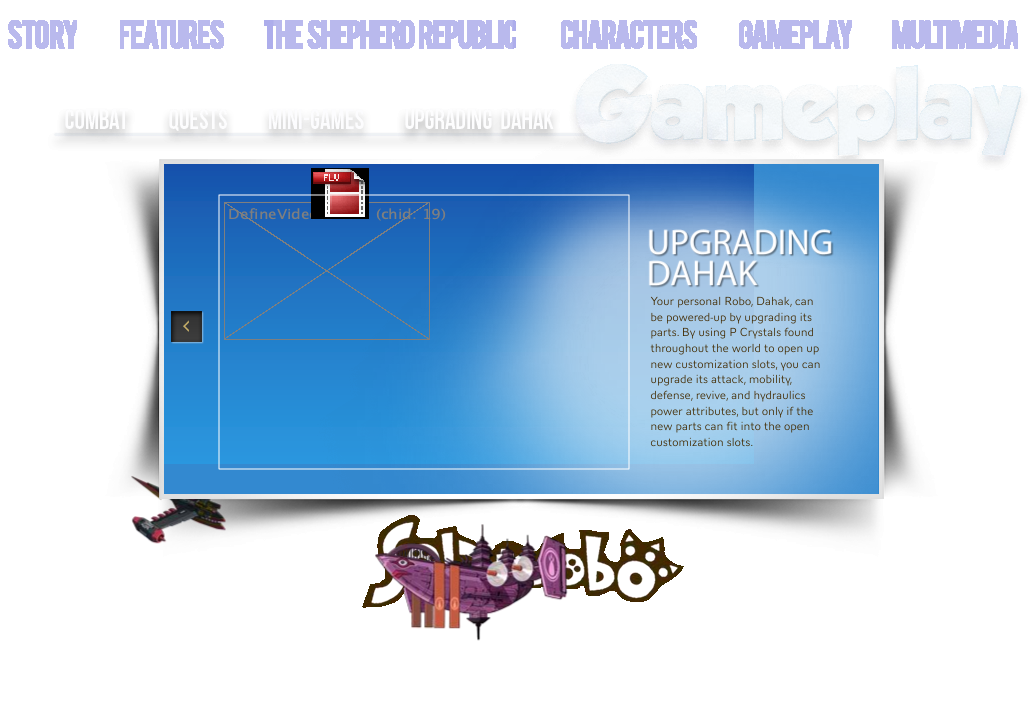 STORY FEATURES THE SHEPHERD REPUBLIC CHARACTERS GAMEPLAY MULTIMEDIA
Gameplay
COMBAT QUESTS MINI-GAMES UPGRADING DAHAK
FLV
(chid: 19)
UPGRADING
DAHAK
Your personal Robo, Dahak, can
be powered-up by upgrading its
parts. By using P Crystals found
throughout the world to open up
new customization slots, you can
upgrade its attack, mobility,
defense, revive, and hydraulics
power attributes, but only if the
new parts can fit into the open
customization slots.